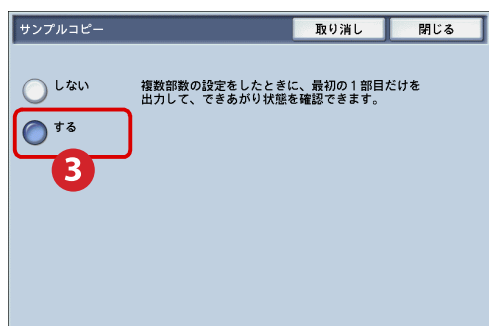 サンプルコピー
取り消し
閉じる
しない
複数部数の設定をしたときに、最初の1部目だけを
出力して、できあがり状態を確認できます。
する
3